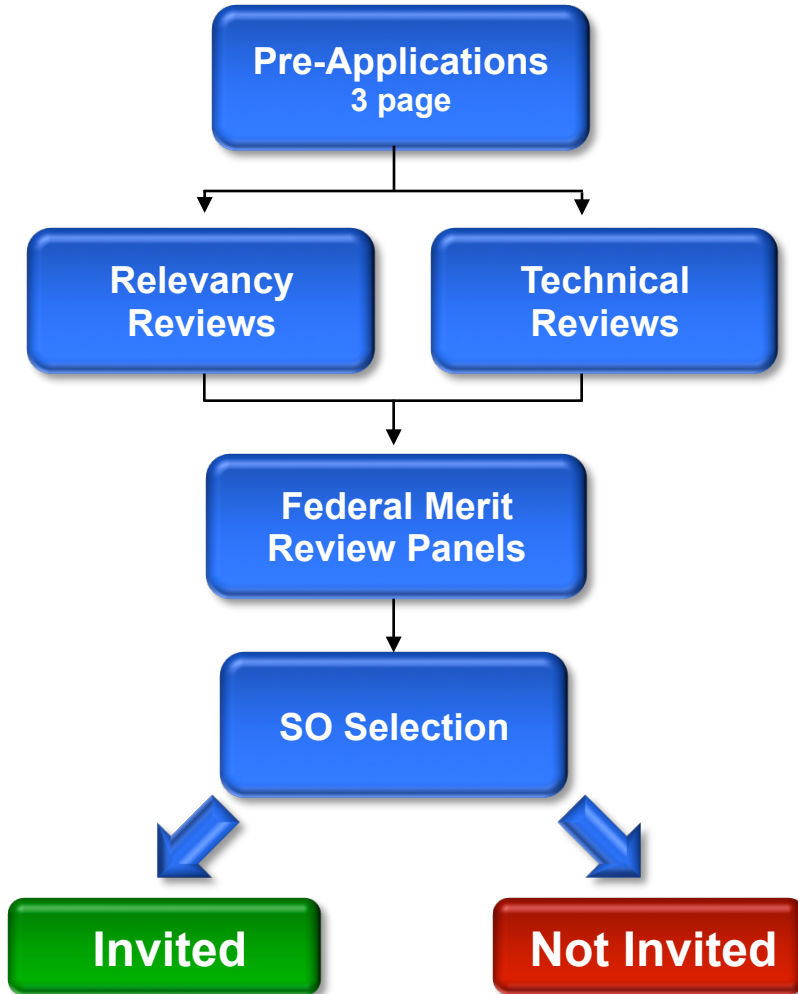 Pre-Applications
3 page
Relevancy
Reviews
Technical
Reviews
Federal Merit
Review Panels
SO Selection
Invited
Not Invited